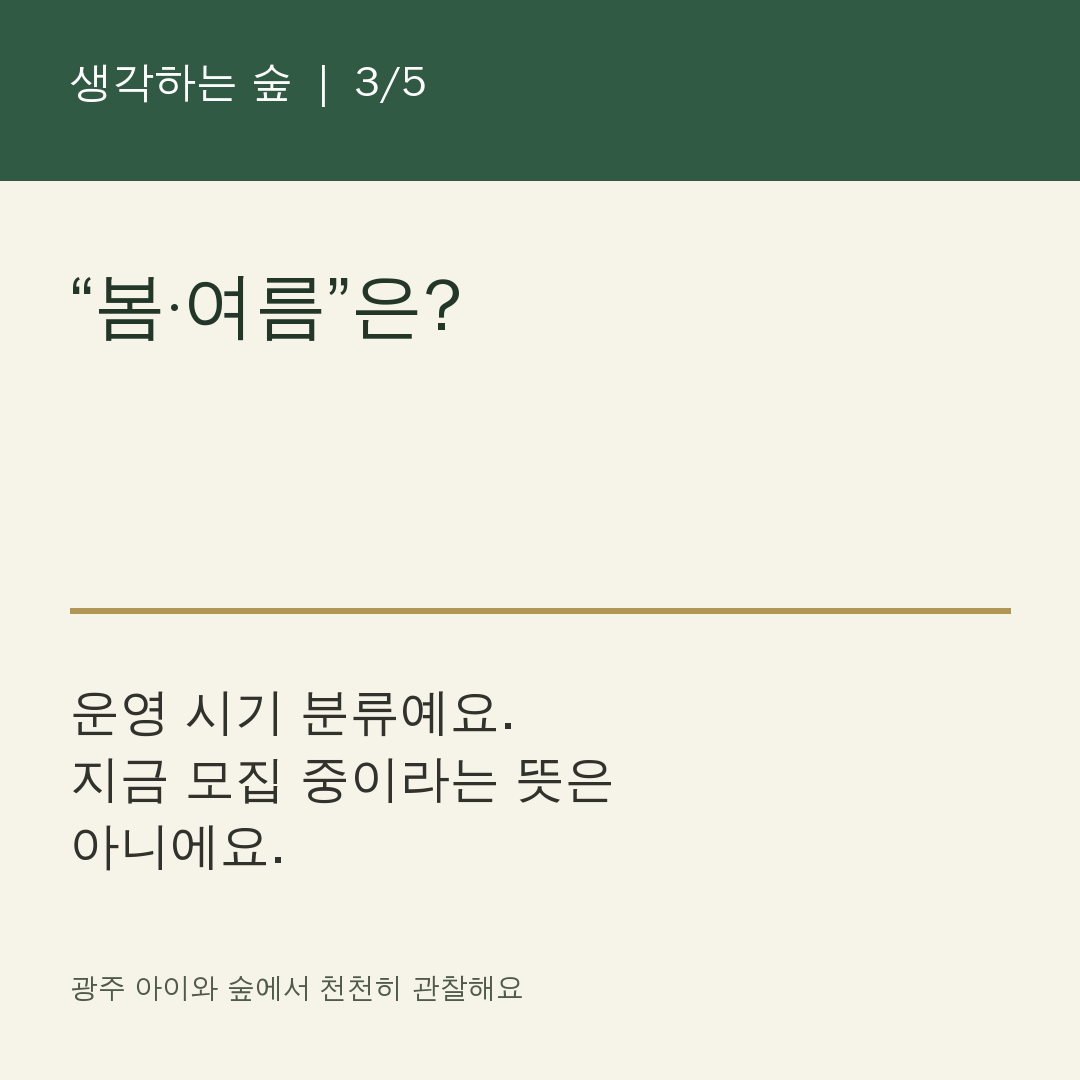 생각하는 숲 | 3/5
“봄·여름”은?
운영 시기 분류예요.
지금 모집 중이라는 뜻은
아니에요.
광주 아이와 숲에서 천천히 관찰해요